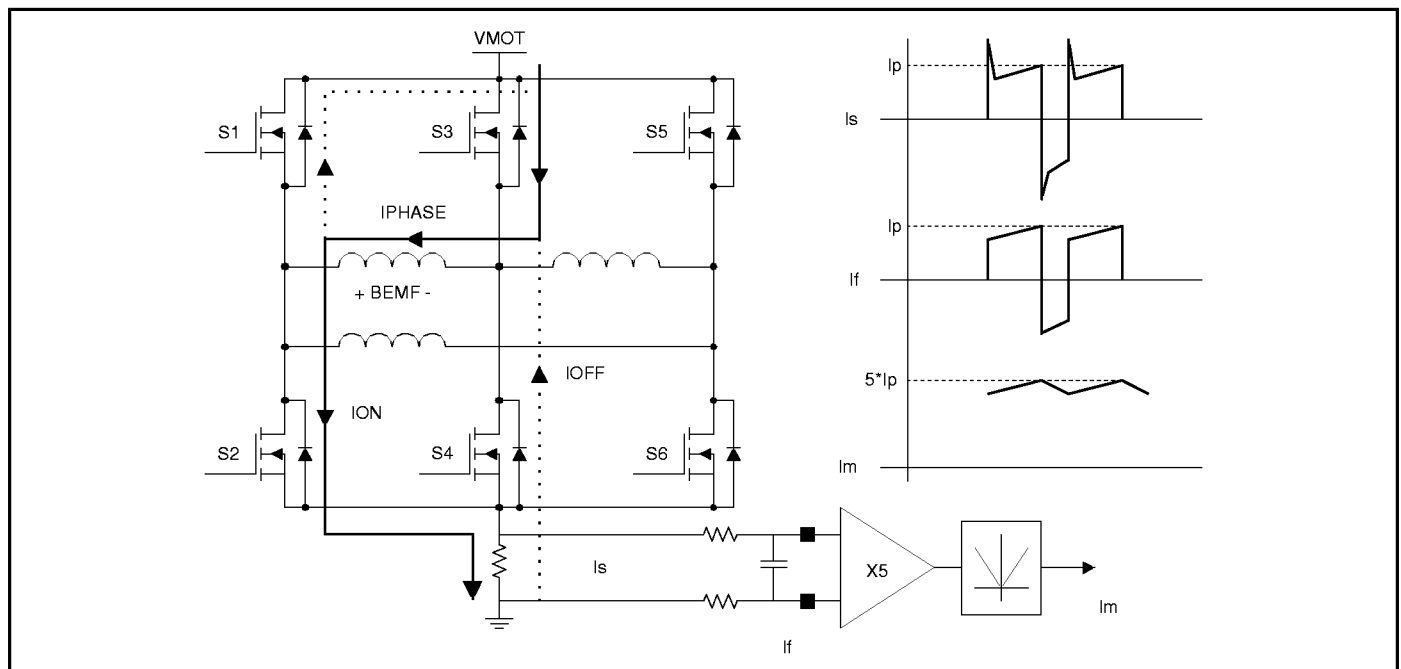 VMOT
S1
S3
S5
IPHASE
+ BEMF -
IOFF
ION
S2
S4
S6
Is
If
X5
Im
Ip
Is
Ip
If
5*Ip
Im